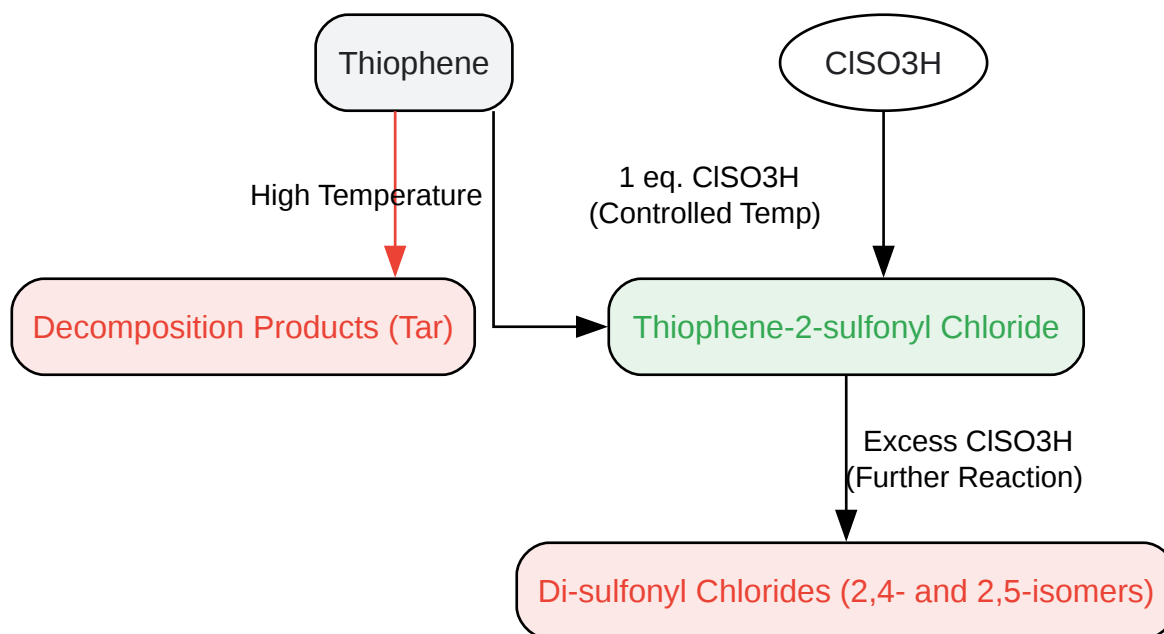 Thiophene
ClSO3H
High Temperature
1 eq. ClSO3H
(Controlled Temp)
Decomposition Products (Tar)
Thiophene-2-sulfonyl Chloride
Excess ClSO3H
(Further Reaction)
Di-sulfonyl Chlorides (2,4- and 2,5-isomers)